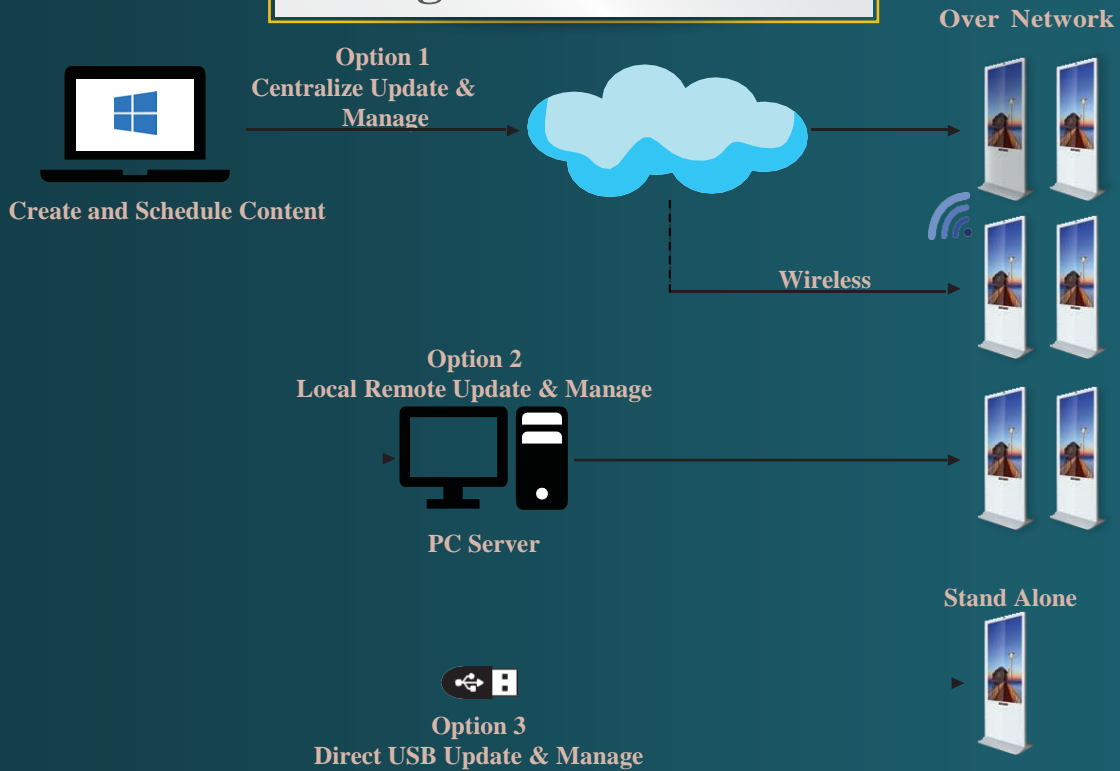 Over Network
Option 1
Centralize Update &
Manage
Create and Schedule Content
Wireless
Option 2
Local Remote Update & Manage
PC Server
Stand Alone
Option 3
Direct USB Update & Manage